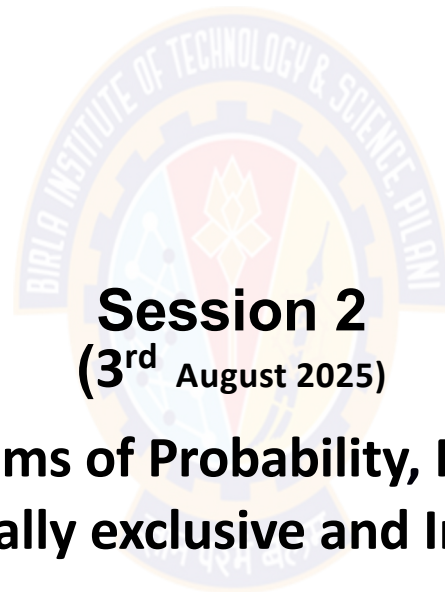 BIRLA INSTITUTE OF TECHNOLOGY & SCIENCE, PILANI
Session 2
(3rd August 2025)
ms of Probability,
ally exclusive and